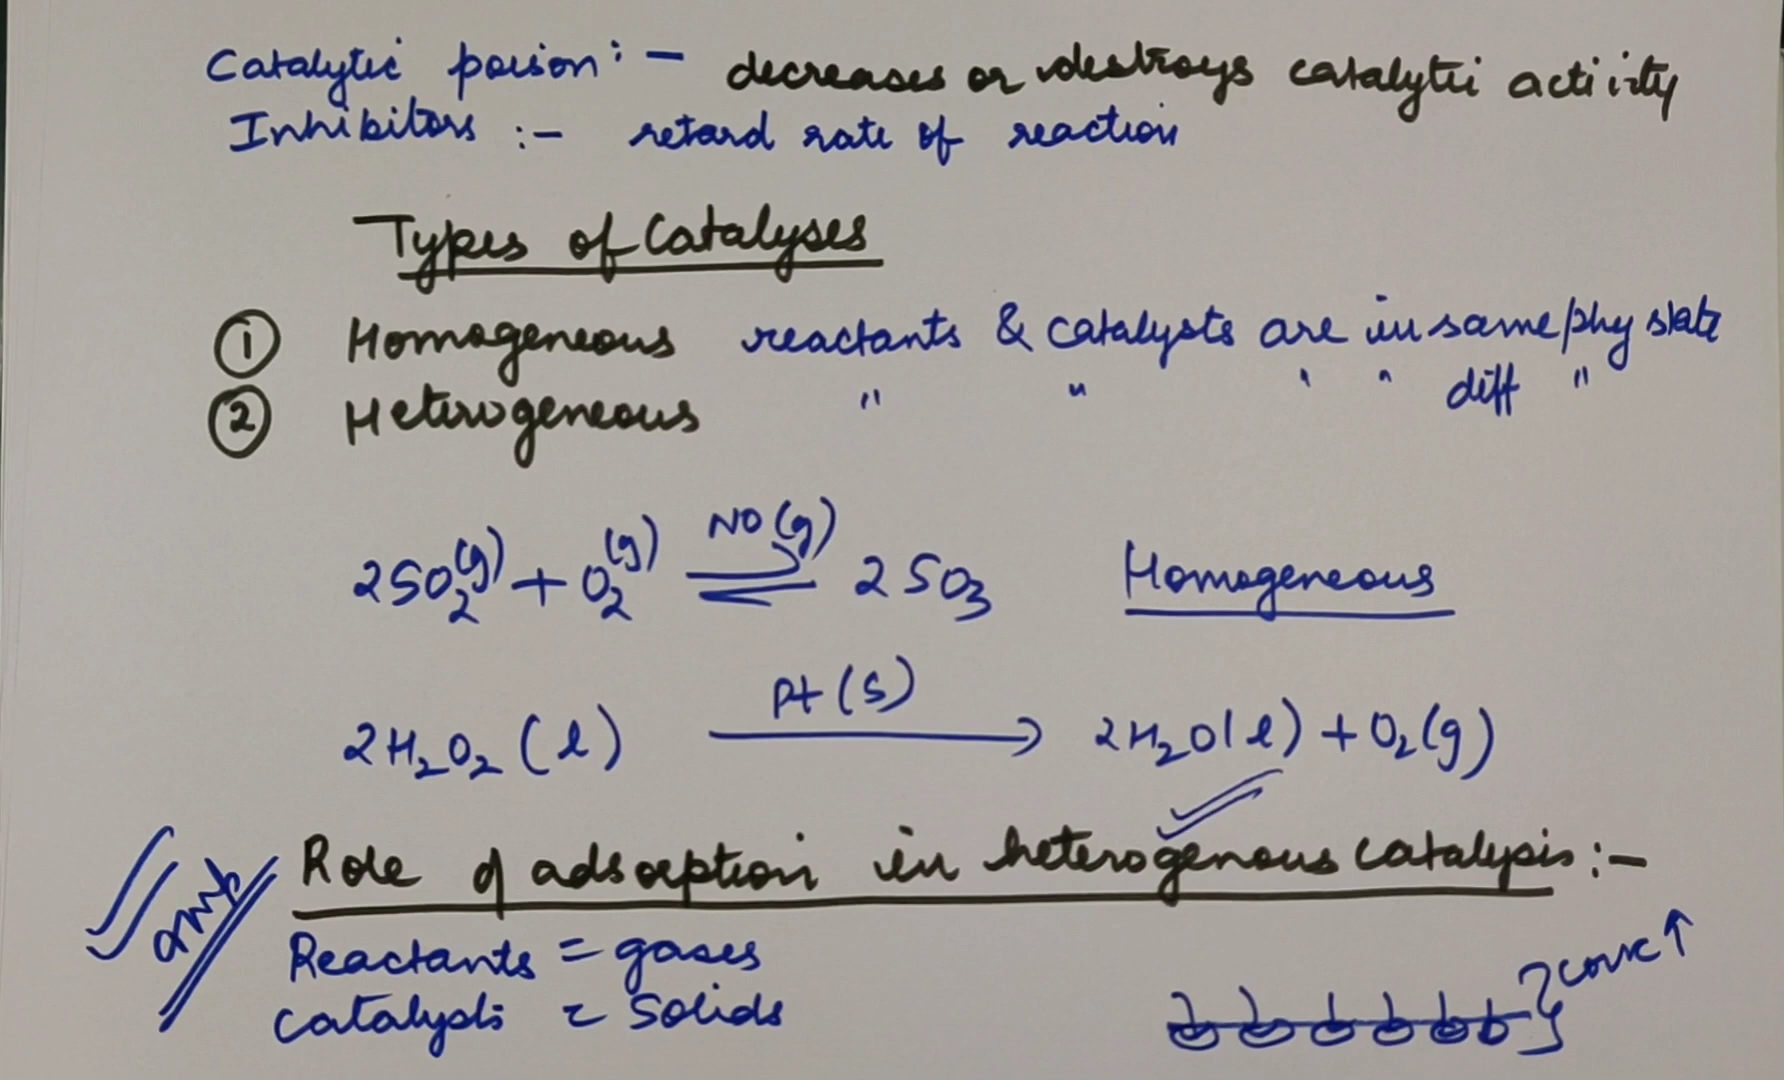 Catalytic poison :- decreases or destroys catalytic activity
Inhibitors :- retard rate of reaction
Types of Catalyses
① Homogeneous reactants & catalysts are in same phy state
② Heterogeneous " " " " diff "
2SO₂(g) + O₂(g) ⇌ NO(g) 2SO₃ Homogeneous
2H₂O₂(l) Pt(s) → 2H₂O(l) + O₂(g)
Role of adsorption in heterogenous catalysis :-
Reactants = gases
catalysts = solids
conc ↑